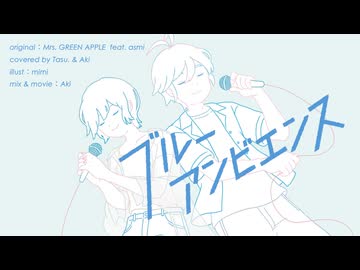 original：Mrs. GREEN APPLE feat. asmi
covered by Tasu. & Aki
illust：mimi
mix & movie：Aki
ブルー
アンビエンス